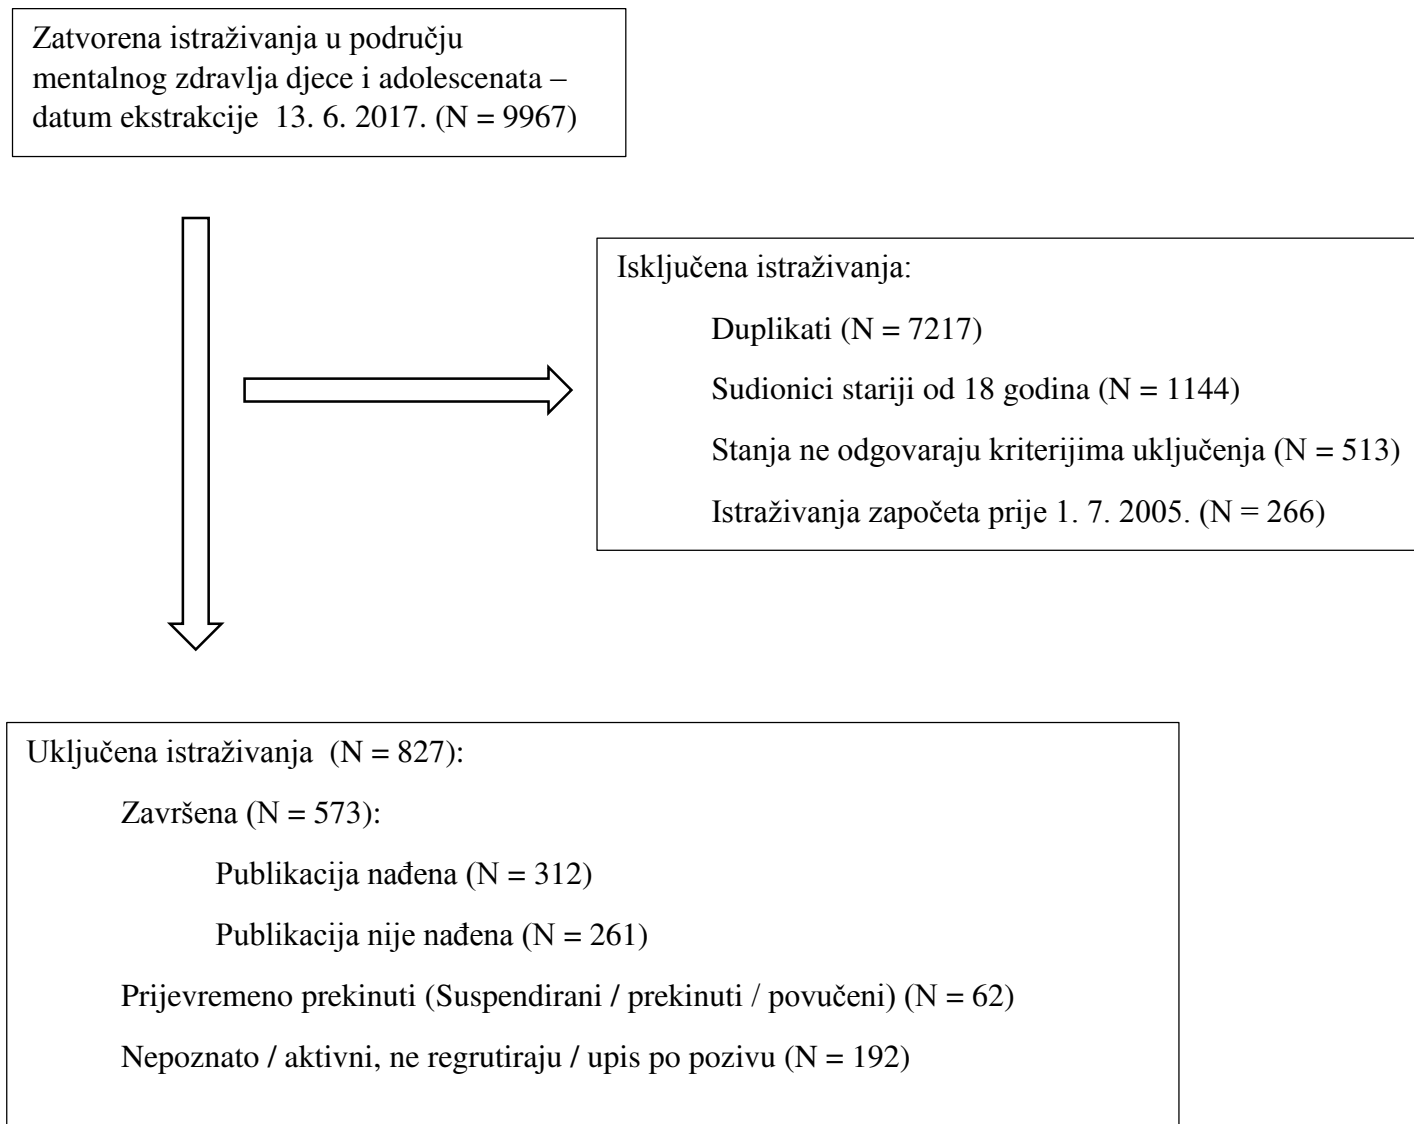 Zatvorena istraživanja u području
mentalnog zdravlja djece i adolescenata –
datum ekstrakcije 13. 6. 2017. (N = 9967)
Isključena istraživanja:
Duplikati (N = 7217)
Sudionici stariji od 18 godina (N = 1144)
Stanja ne odgovaraju kriterijima uključenja (N = 513)
Istraživanja započeta prije 1. 7. 2005. (N = 266)
Uključena istraživanja (N = 827):
Završena (N = 573):
Publikacija nađena (N = 312)
Publikacija nije nađena (N = 261)
Prijevremeno prekinuti (Suspendirani / prekinuti / povučeni) (N = 62)
Nepoznato / aktivni, ne regrutiraju / upis po pozivu (N = 192)